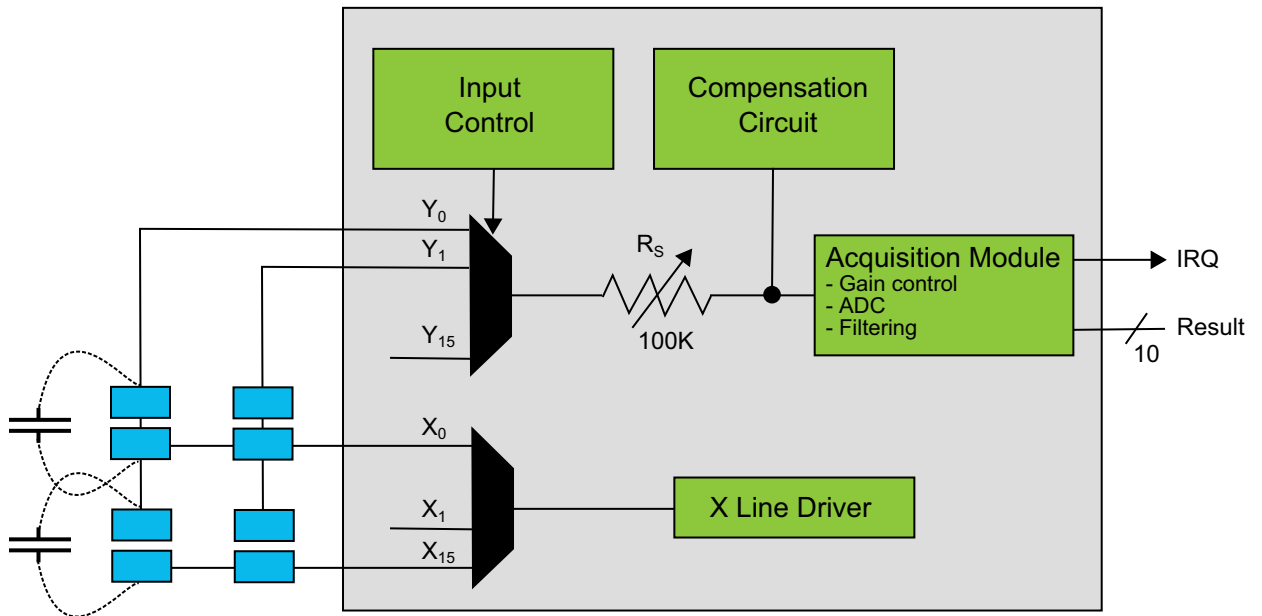 Input
Control
Compensation
Circuit
Y0
Y1
Y15
RS
100K
Acquisition Module
- Gain control
- ADC
- Filtering
IRQ
Result
10
X0
X1
X15
X Line Driver